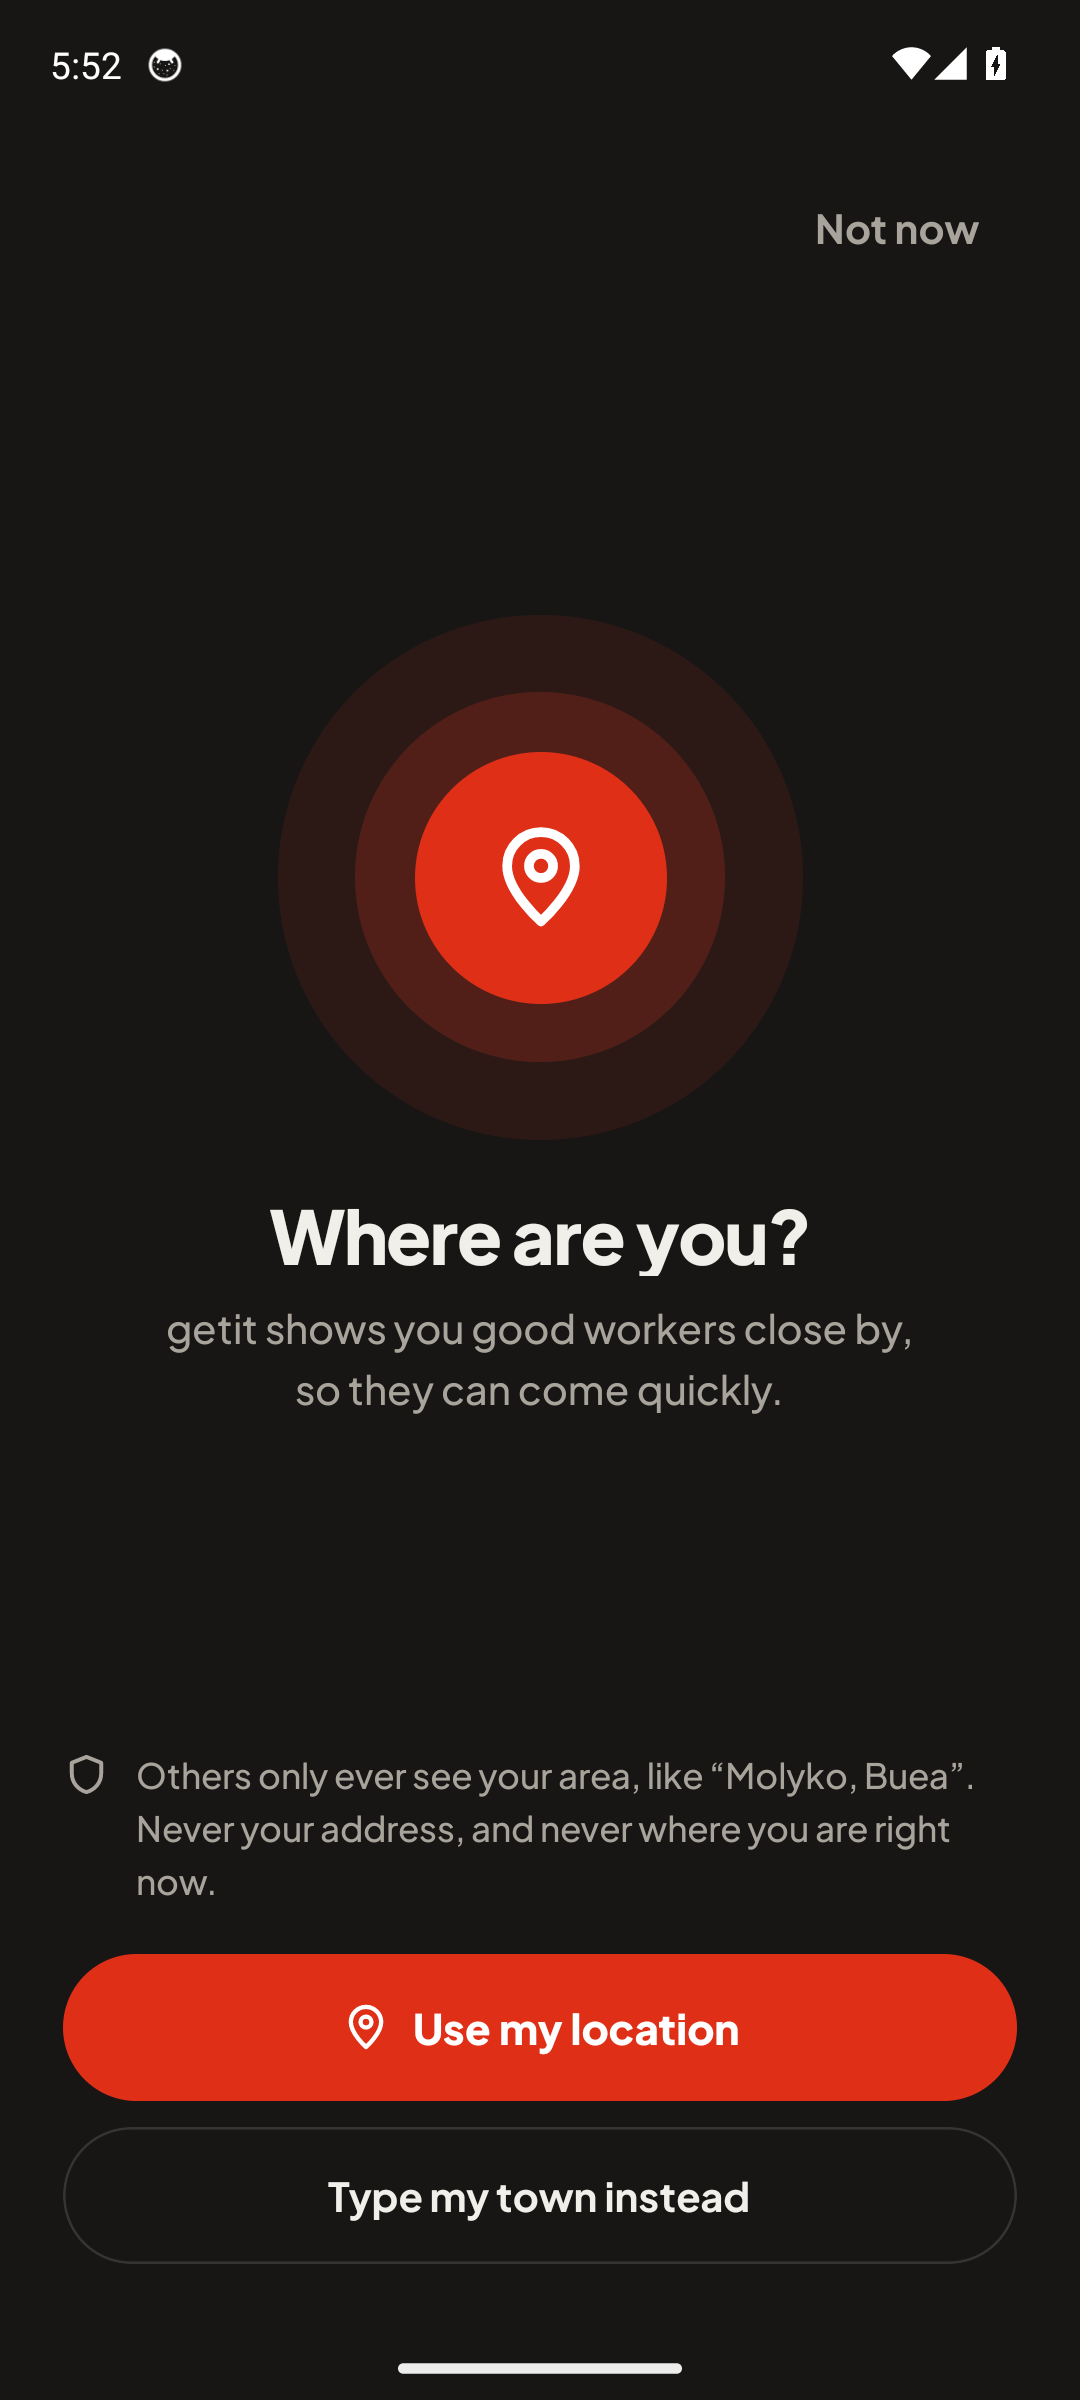 5:52
Not now
Where are you?
getit shows you good workers close by,
so they can come quickly.
Others only ever see your area, like “Molyko, Buea”.
Never your address, and never where you are right
now.
Use my location
Type my town instead